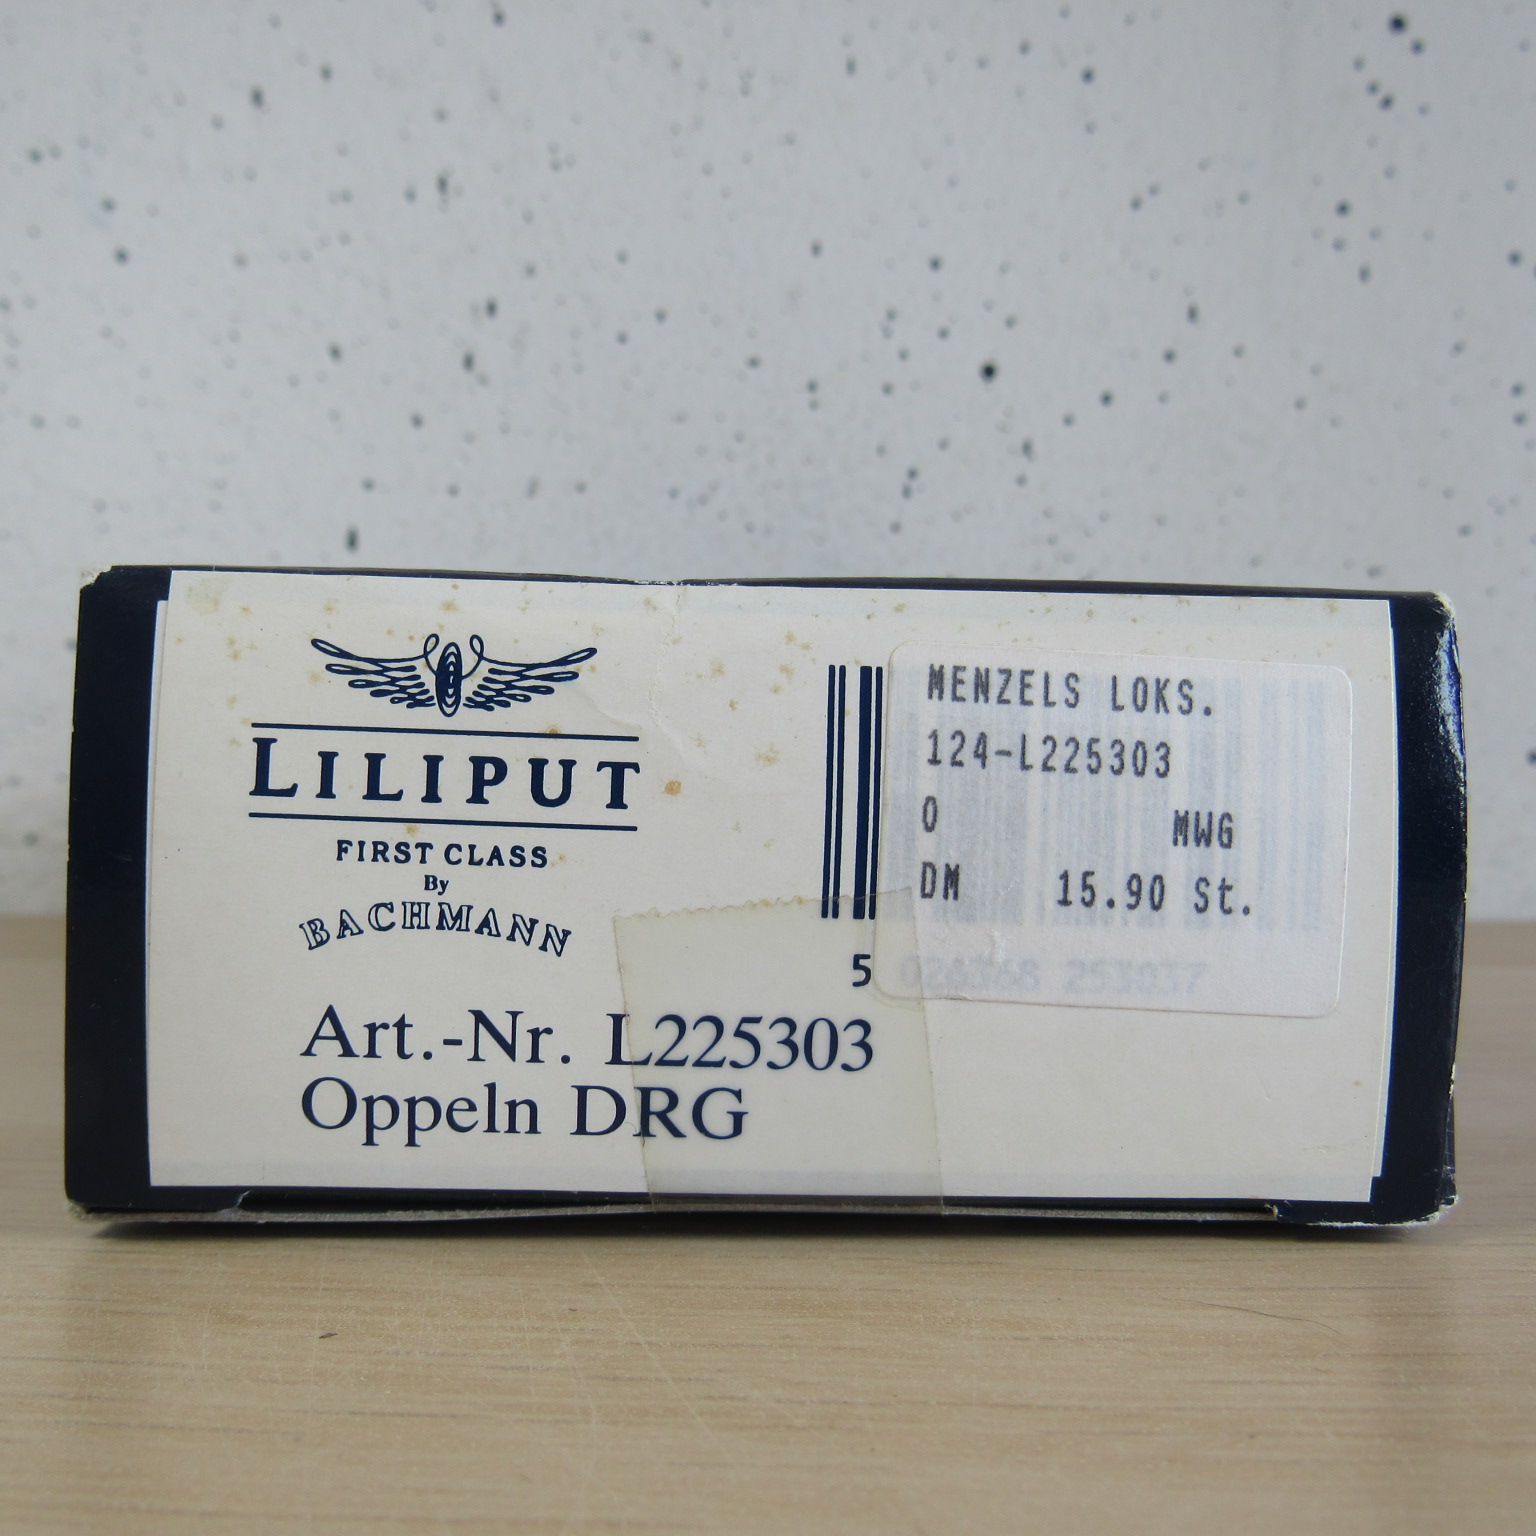 LILIPUT
FIRST CLASS
By
BACHMANN
Art.-Nr. L225303
Oppeln DRG
MENZELS LOKS.
124-L225303
0 MWG
DM 15.90 St.
5